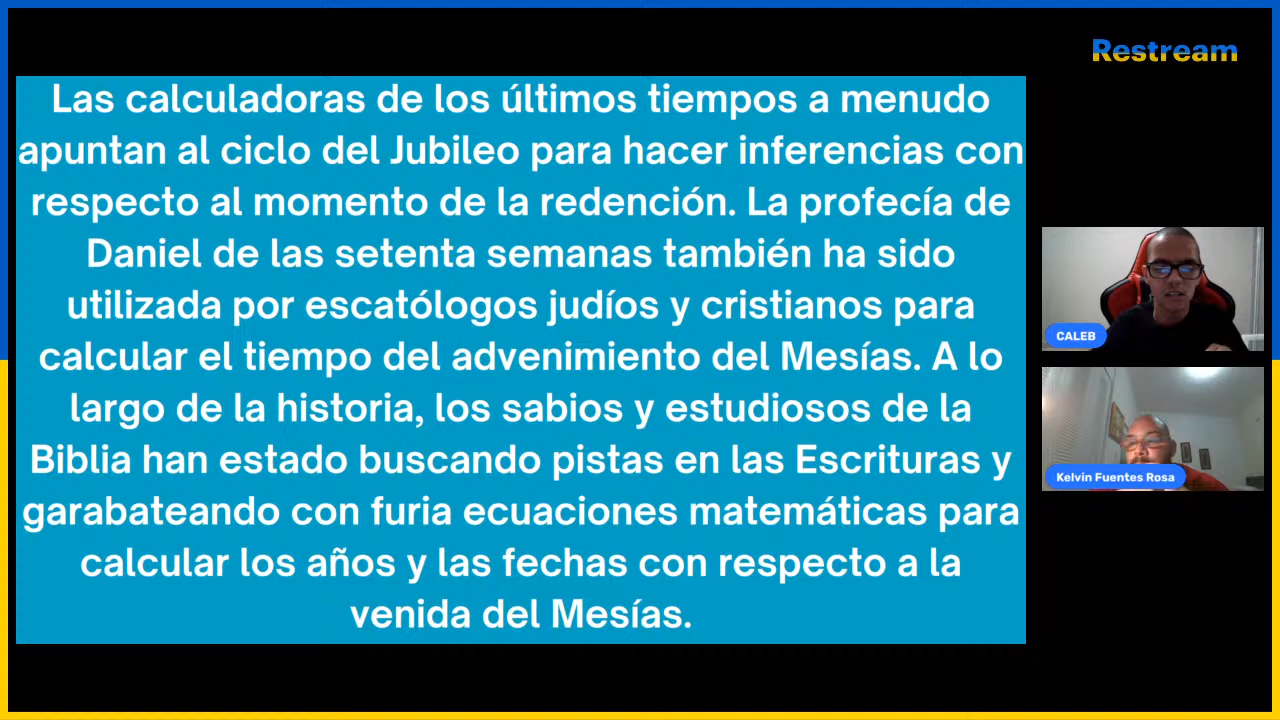 Restream
Las calculadoras de los últimos tiempos a menudo
apuntan al ciclo del Jubileo para hacer inferencias con
respecto al momento de la redención. La profecía de
Daniel de las setenta semanas también ha sido
utilizada por escatólogos judíos y cristianos para
calcular el tiempo del advenimiento del Mesías. A lo
largo de la historia, los sabios y estudiosos de la
Biblia han estado buscando pistas en las Escrituras y
garabateando con furia ecuaciones matemáticas para
calcular los años y las fechas con respecto a la
venida del Mesías.
CALEB
Kelvin Fuentes Rosa